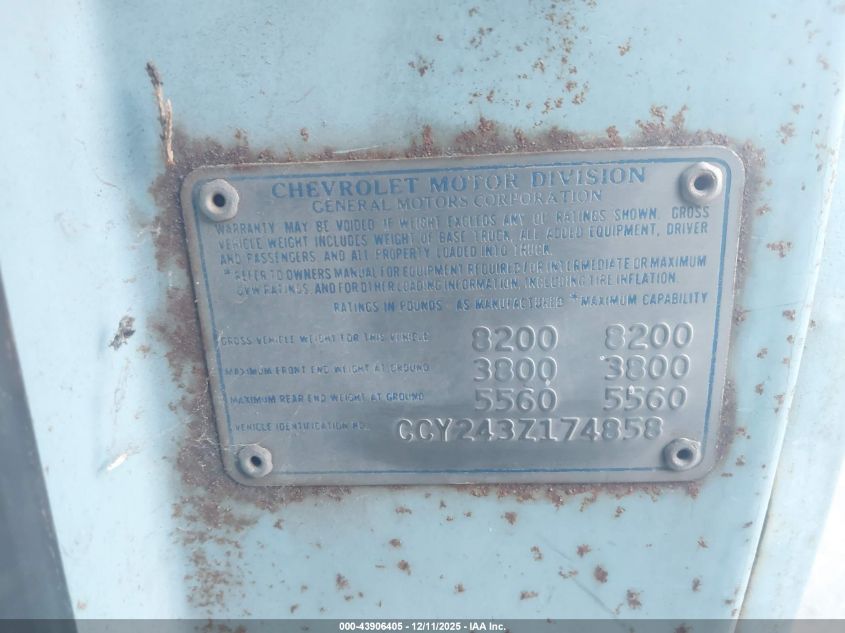 CHEVROLET MOTOR DIVISION
GENERAL MOTORS CORPORATION
WARRANTY MAY BE VOIDED IF WEIGHT EXCEEDS ANY OF RATINGS SHOWN. GROSS
VEHICLE WEIGHT INCLUDES WEIGHT OF BASE TRUCK, ALL ADDED EQUIPMENT, DRIVER
AND PASSENGERS, AND ALL PROPERTY LOADED INTO TRUCK.
*REFER TO OWNERS MANUAL FOR EQUIPMENT REQUIRED FOR INTERMEDIATE OR MAXIMUM
GVW RATINGS, AND FOR OTHER LOADING INFORMATION, INCLUDING TIRE INFLATION.
RATINGS IN POUNDS AS MANUFACTURED *MAXIMUM CAPABILITY
GROSS VEHICLE WEIGHT FOR THIS VEHICLE 8200 8200
MAXIMUM FRONT END WEIGHT AT GROUND 3800 3800
MAXIMUM REAR END WEIGHT AT GROUND 5560 5560
VEHICLE IDENTIFICATION NO. CCY243Z174858
000-43906405 - 12/11/2025 - IAA Inc.